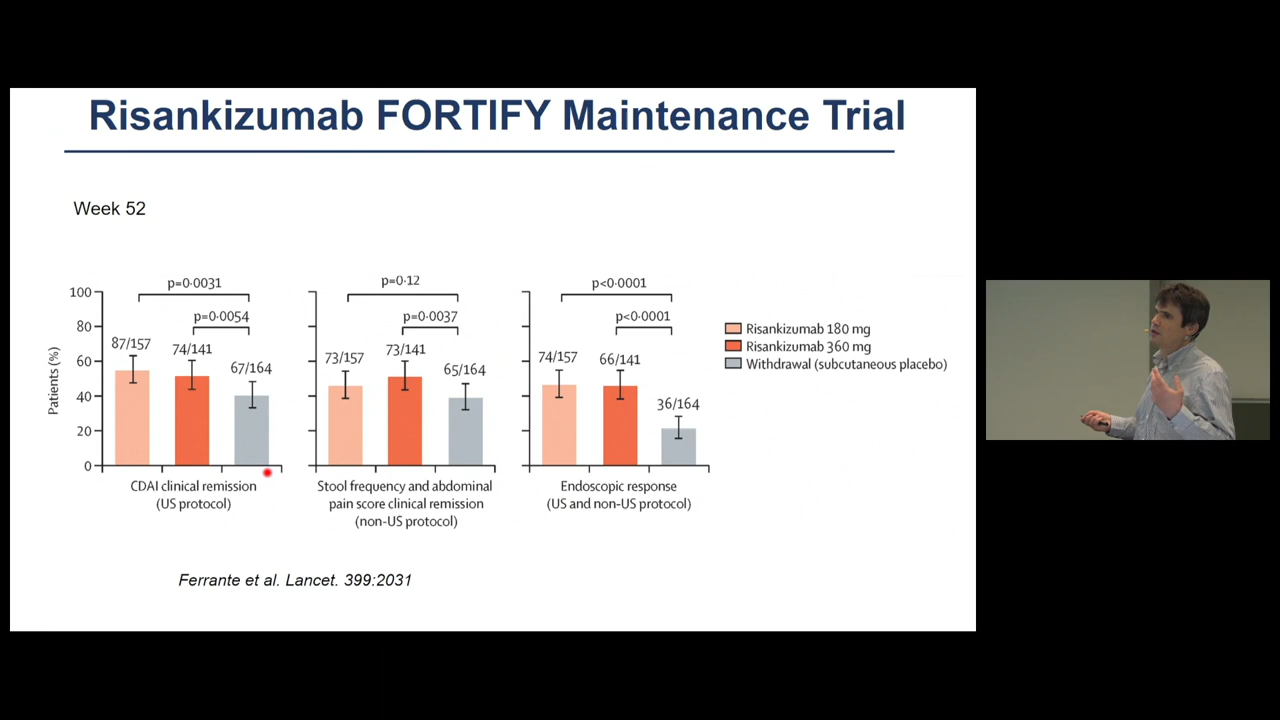 Risankizumab FORTIFY Maintenance Trial
Week 52
Patients (%)
100
80
60
40
20
0
p=0·0031
p=0·0054
87/157
74/141
67/164
CDAI clinical remission
(US protocol)
p=0·12
p=0·0037
73/157
73/141
65/164
Stool frequency and abdominal
pain score clinical remission
(non-US protocol)
p<0·0001
p<0·0001
74/157
66/141
36/164
Endoscopic response
(US and non-US protocol)
Risankizumab 180 mg
Risankizumab 360 mg
Withdrawal (subcutaneous placebo)
Ferrante et al. Lancet. 399:2031